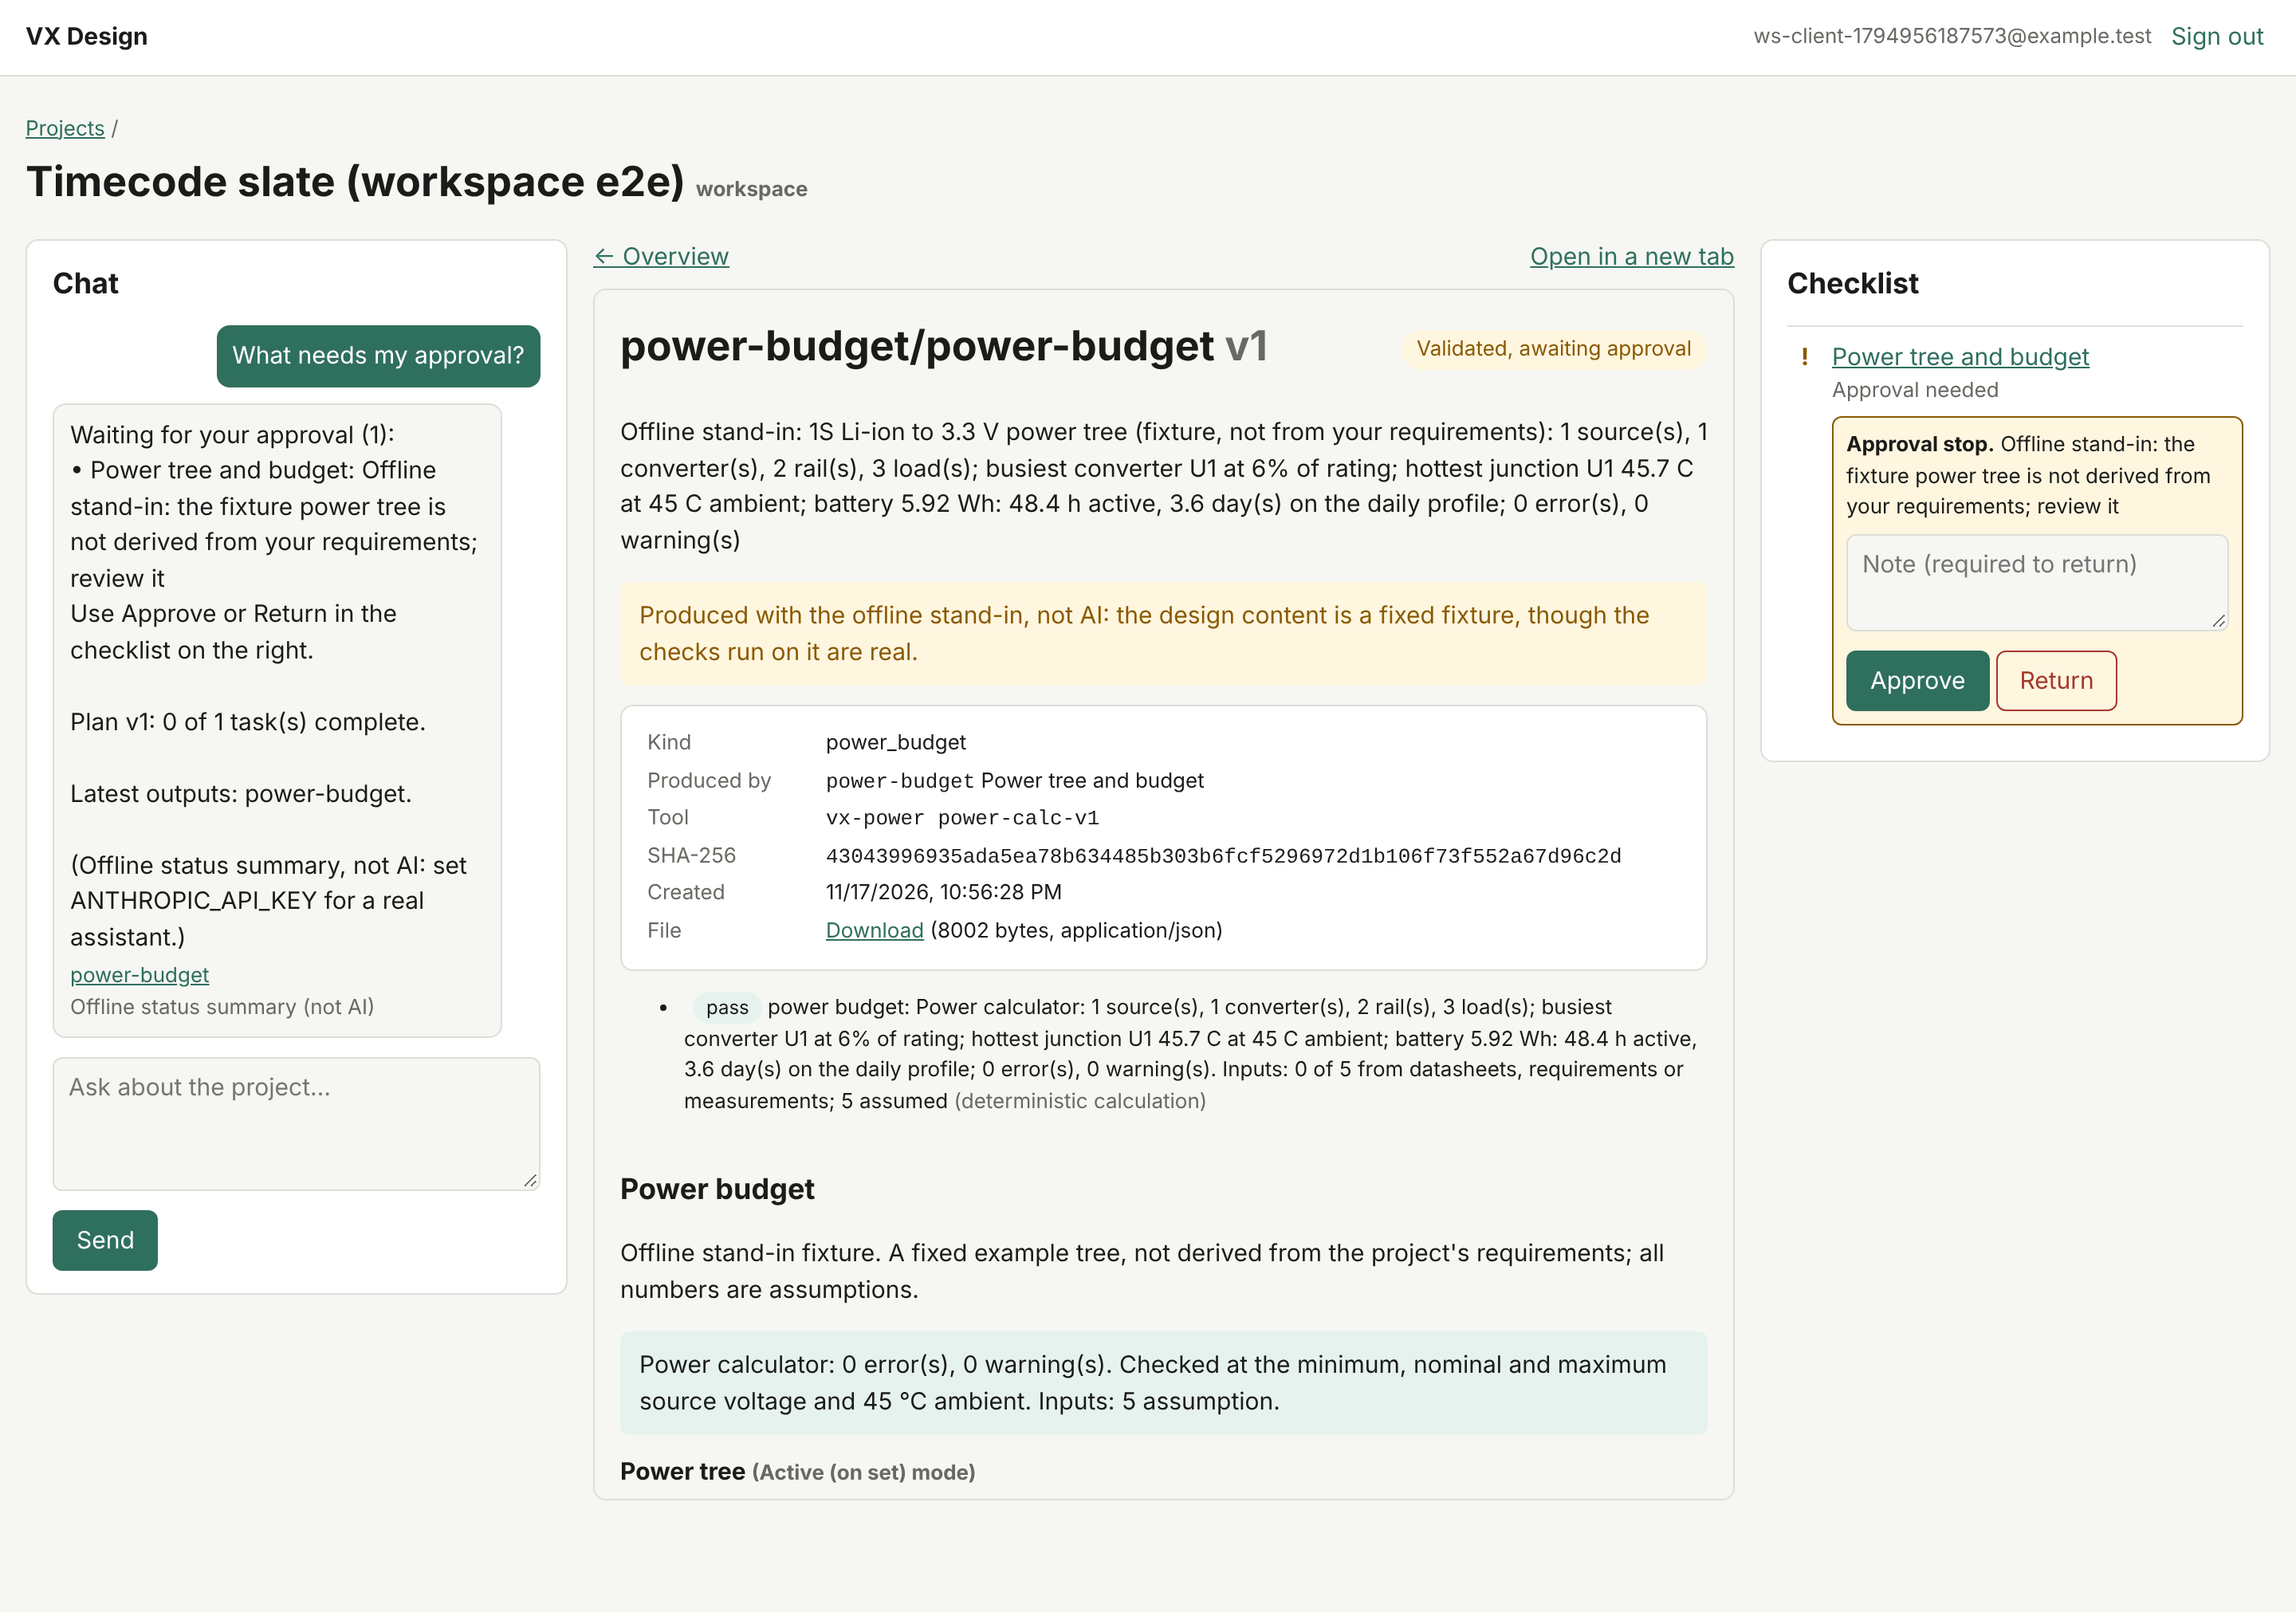 VX Design
ws-client-1794956187573@example.test Sign out
Projects /
Timecode slate (workspace e2e) workspace
Chat
What needs my approval?
Waiting for your approval (1):
• Power tree and budget: Offline
stand-in: the fixture power tree is
not derived from your requirements;
review it
Use Approve or Return in the
checklist on the right.
Plan v1: 0 of 1 task(s) complete.
Latest outputs: power-budget.
(Offline status summary, not AI: set
ANTHROPIC_API_KEY for a real
assistant.)
power-budget
Offline status summary (not AI)
Ask about the project...
Send
← Overview
Open in a new tab
power-budget/power-budget v1
Validated, awaiting approval
Offline stand-in: 1S Li-ion to 3.3 V power tree (fixture, not from your requirements): 1 source(s), 1
converter(s), 2 rail(s), 3 load(s); busiest converter U1 at 6% of rating; hottest junction U1 45.7 C
at 45 C ambient; battery 5.92 Wh: 48.4 h active, 3.6 day(s) on the daily profile; 0 error(s), 0
warning(s)
Produced with the offline stand-in, not AI: the design content is a fixed fixture, though the
checks run on it are real.
Kind power_budget
Produced by power-budget Power tree and budget
Tool vx-power power-calc-v1
SHA-256 43043996935ada5ea78b634485b303b6fcf5296972d1b106f73f552a67d96c2d
Created 11/17/2026, 10:56:28 PM
File Download (8002 bytes, application/json)
• pass power budget: Power calculator: 1 source(s), 1 converter(s), 2 rail(s), 3 load(s); busiest
converter U1 at 6% of rating; hottest junction U1 45.7 C at 45 C ambient; battery 5.92 Wh: 48.4 h active,
3.6 day(s) on the daily profile; 0 error(s), 0 warning(s). Inputs: 0 of 5 from datasheets, requirements or
measurements; 5 assumed (deterministic calculation)
Power budget
Offline stand-in fixture. A fixed example tree, not derived from the project's requirements; all
numbers are assumptions.
Power calculator: 0 error(s), 0 warning(s). Checked at the minimum, nominal and maximum
source voltage and 45 °C ambient. Inputs: 5 assumption.
Power tree (Active (on set) mode)
Checklist
! Power tree and budget
Approval needed
Approval stop. Offline stand-in: the
fixture power tree is not derived from
your requirements; review it
Note (required to return)
Approve
Return